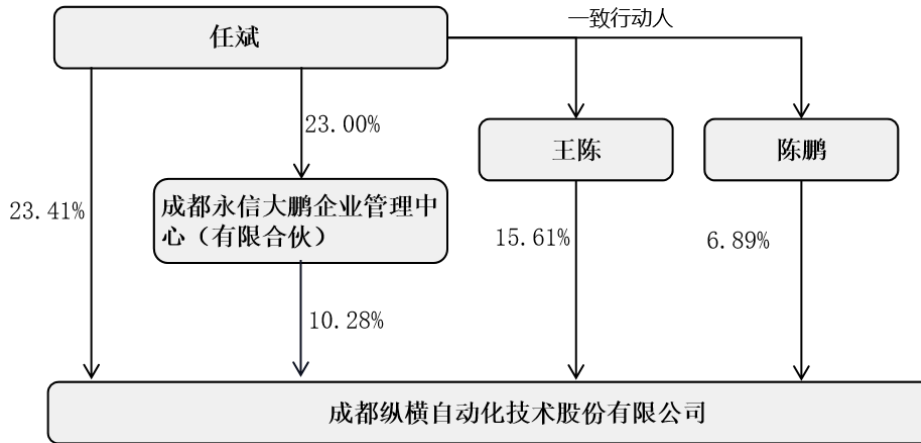 一致行动人
任斌
23.00%
王陈
陈鹏
成都永信大鹏企业管理中
心（有限合伙）
23.41%
15.61%
6.89%
10.28%
成都纵横自动化技术股份有限公司